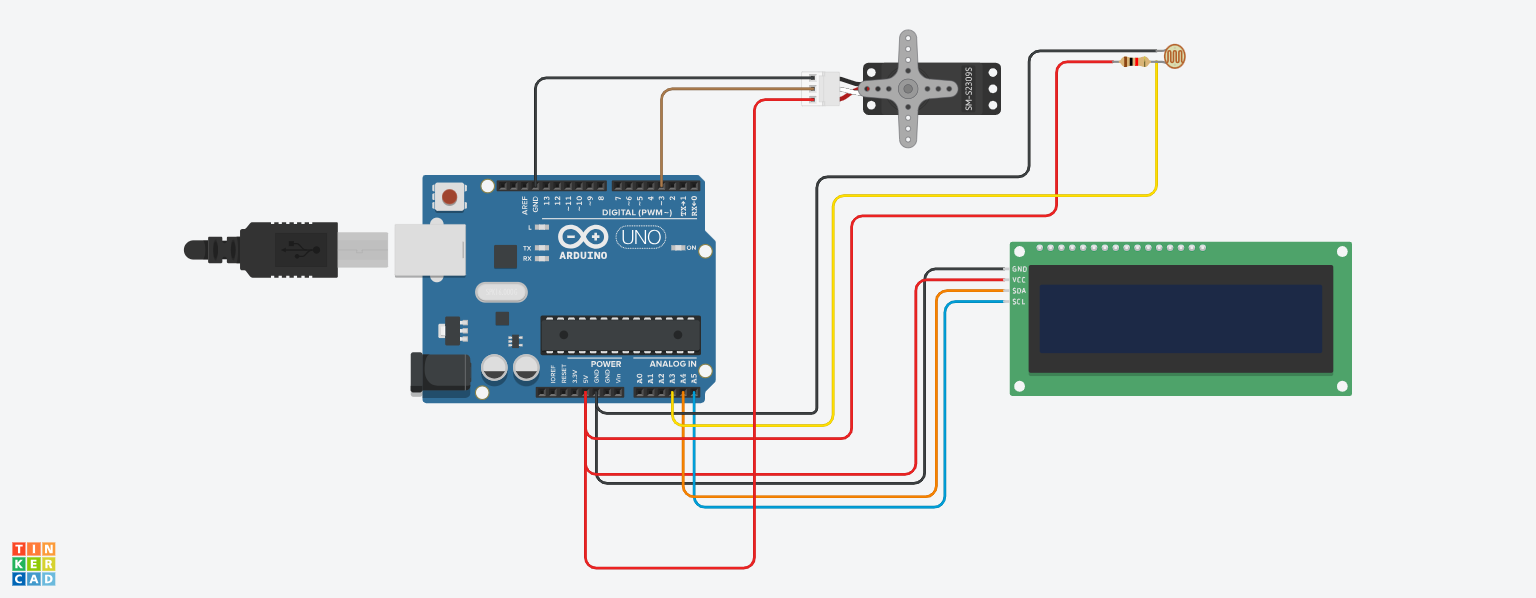 SM-S2309S
AREF
GND
13
12
~11
~10
~9
8
7
~6
~5
4
~3
2
TX→1
RX←0
DIGITAL (PWM~)
L
TX
RX
ARDUINO
UNO
ON
POWER
ANALOG IN
IOREF
RESET
3.3V
5V
GND
GND
Vin
A0
A1
A2
A3
A4
A5
GND
VCC
SDA
SCL
TIN
KER
CAD